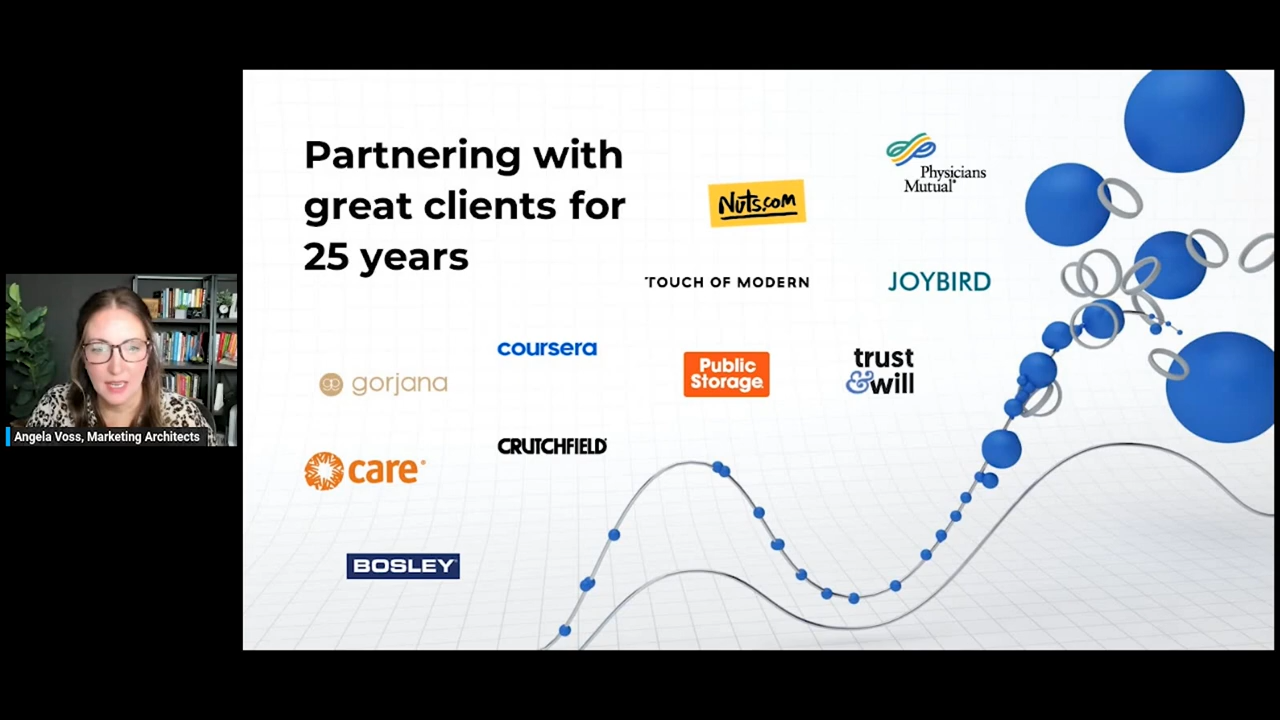 Partnering with
great clients for
25 years
Physicians
Mutual®
Nuts.com
TOUCH OF MODERN
JOYBIRD
coursera
Public
Storage
trust
& will
go gorjana
CRUTCHFIELD
care®
BOSLEY
Angela Voss, Marketing Architects